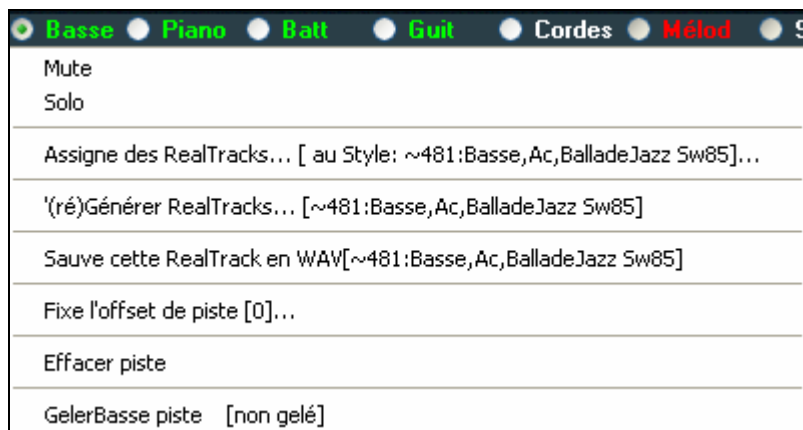 Basse Piano Batt Guit Cordes Mélod S
Mute
Solo
Assigne des RealTracks... [ au Style: ~481:Basse,Ac,BalladeJazz Sw85]...
'(ré)Générer RealTracks... [~481:Basse,Ac,BalladeJazz Sw85]
Sauve cette RealTrack en WAV[~481:Basse,Ac,BalladeJazz Sw85]
Fixe l'offset de piste [0]...
Effacer piste
GelerBasse piste [non gelé]